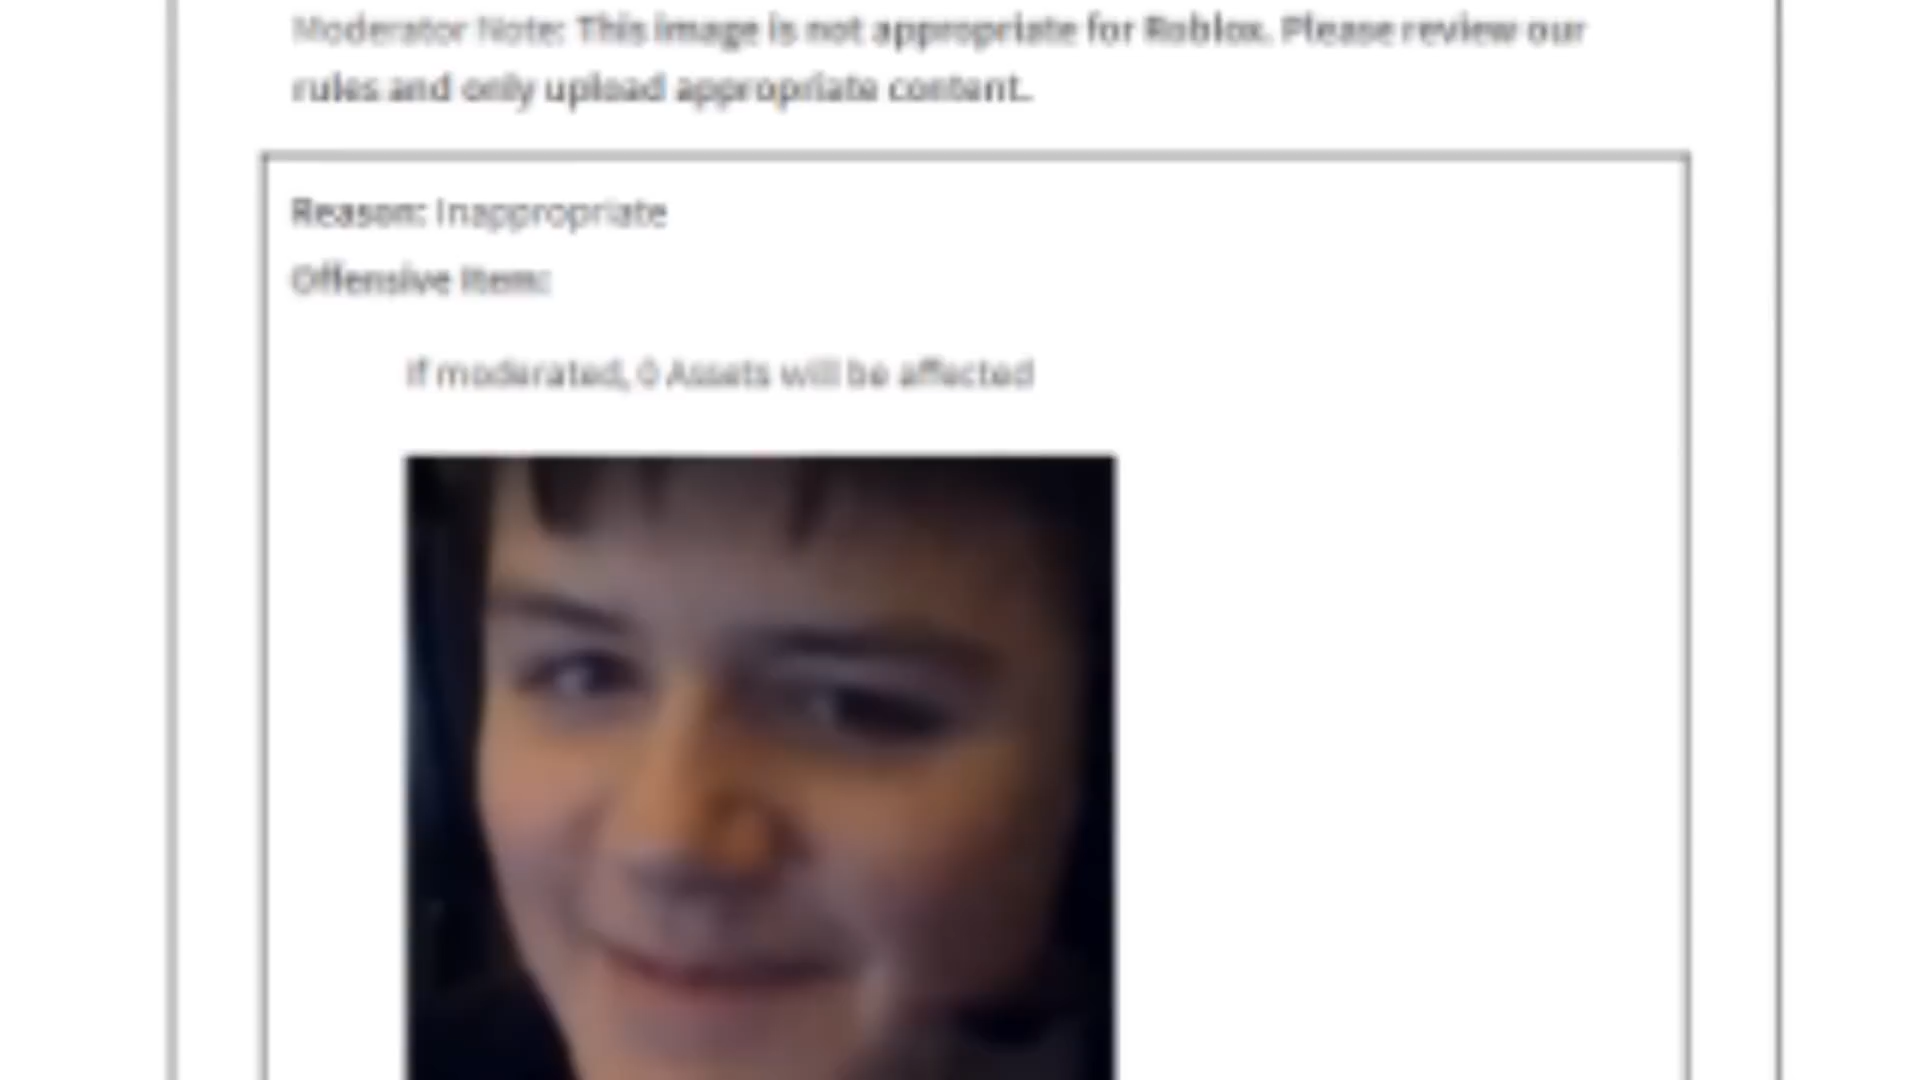 Moderator Note: This image is not appropriate for Roblox. Please review our
rules and only upload appropriate content.
Reason: Inappropriate
Offensive Item:
If moderated, 0 Assets will be affected